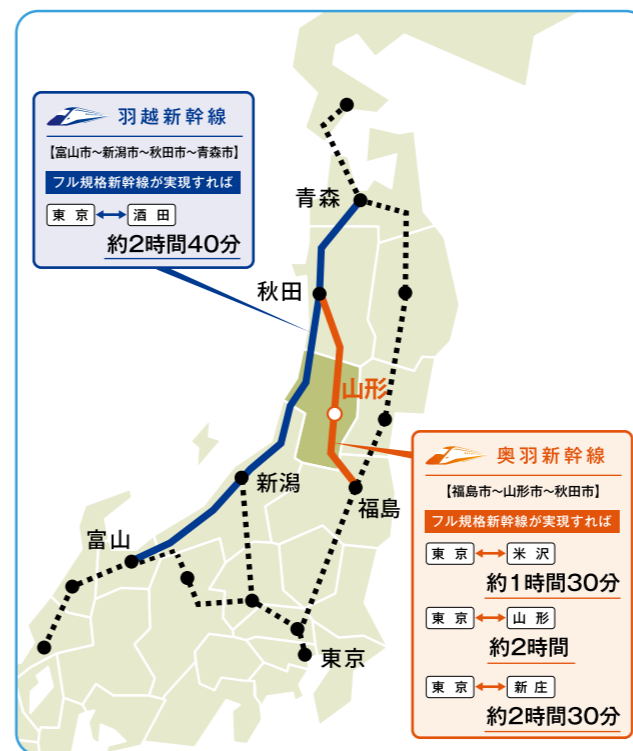 羽越新幹線
【富山市~新潟市~秋田市~青森市】
フル規格新幹線が実現すれば
東京 酒田
約2時間40分
青森
秋田
山形
新潟
福島
富山
東京
奥羽新幹線
【福島市~山形市~秋田市】
フル規格新幹線が実現すれば
東京 米沢
約1時間30分
東京 山形
約2時間
東京 新庄
約2時間30分